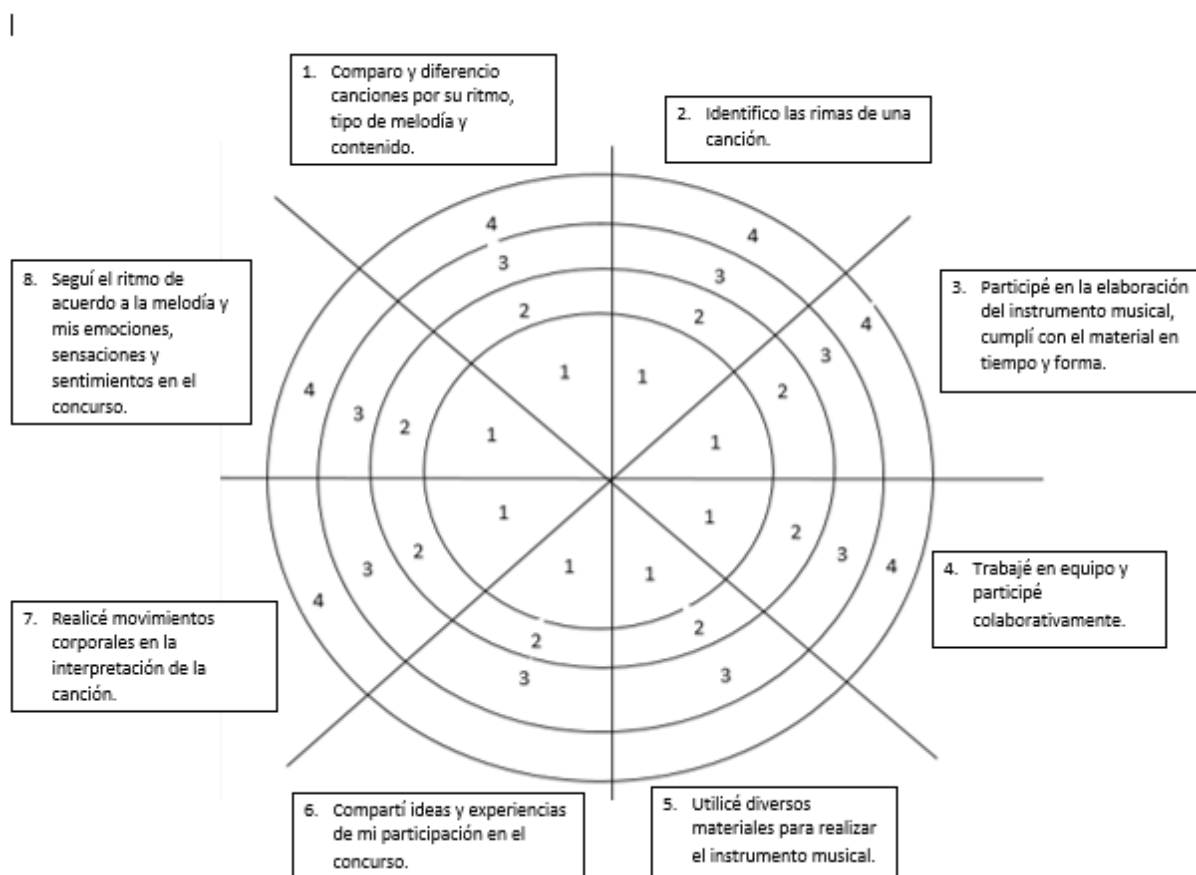 1. Comparo y diferencio
canciones por su ritmo,
tipo de melodía y
contenido.
2. Identifico las rimas de una
canción.
3. Participé en la elaboración
del instrumento musical,
cumplí con el material en
tiempo y forma.
4. Trabajé en equipo y
participé
colaborativamente.
5. Utilicé diversos
materiales para realizar
el instrumento musical.
6. Compartí ideas y experiencias
de mi participación en el
concurso.
7. Realicé movimientos
corporales en la
interpretación de la
canción.
8. Seguí el ritmo de
acuerdo a la melodía y
mis emociones,
sensaciones y
sentimientos en el
concurso.
4
3
2
1
4
3
2
1
4
3
2
1
4
3
2
1
3
2
1
3
2
1
4
3
2
1
4
3
2
1